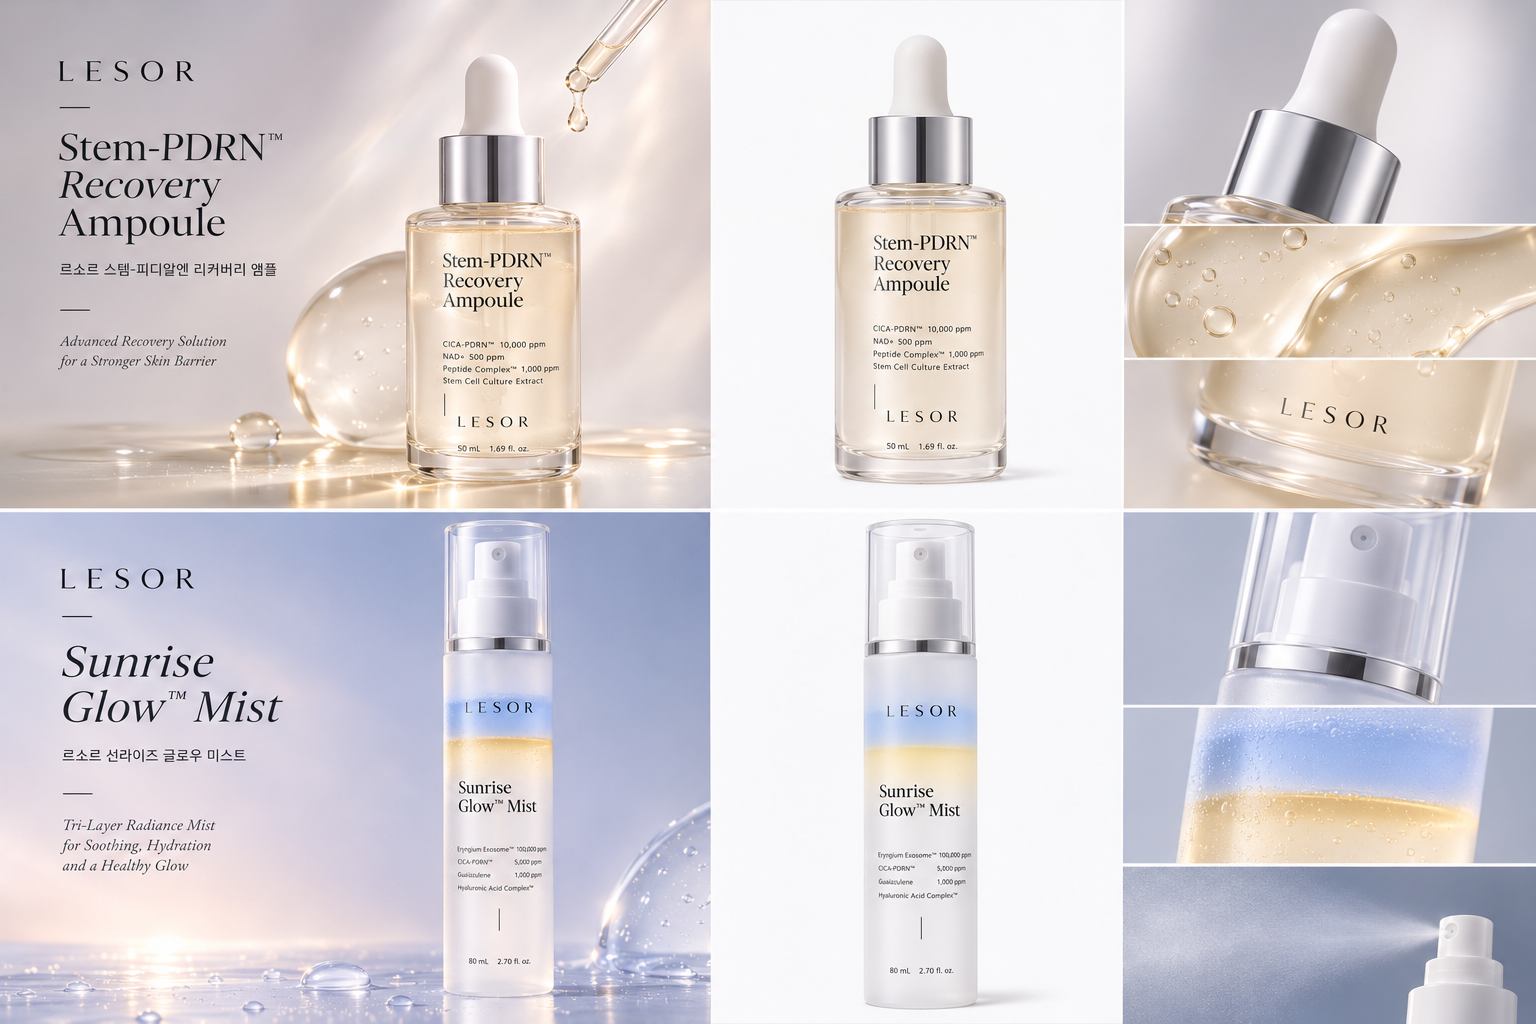 LESOR
Stem-PDRN™
Recovery
Ampoule
르소르 스템-피디알엔 리커버리 앰플
Advanced Recovery Solution
for a Stronger Skin Barrier
Stem-PDRN™
Recovery
Ampoule
CICA-PDRN™ 10,000 ppm
NAD+ 500 ppm
Peptide Complex™ 1,000 ppm
Stem Cell Culture Extract
LESOR
50 mL 1.69 fl. oz.
Stem-PDRN™
Recovery
Ampoule
CICA-PDRN™ 10,000 ppm
NAD+ 500 ppm
Peptide Complex™ 1,000 ppm
Stem Cell Culture Extract
LESOR
50 mL 1.69 fl. oz.
LESOR
LESOR
Sunrise
Glow™ Mist
르소르 선라이즈 글로우 미스트
Tri-Layer Radiance Mist
for Soothing, Hydration
and a Healthy Glow
LESOR
Sunrise
Glow™ Mist
Eryngium Exosome™ 100,000 ppm
CICA-PDRN™ 5,000 ppm
Guaiazulene 1,000 ppm
Hyaluronic Acid Complex™
80 mL 2.70 fl. oz.
LESOR
Sunrise
Glow™ Mist
Eryngium Exosome™ 100,000 ppm
CICA-PDRN™ 5,000 ppm
Guaiazulene 1,000 ppm
Hyaluronic Acid Complex™
80 mL 2.70 fl. oz.